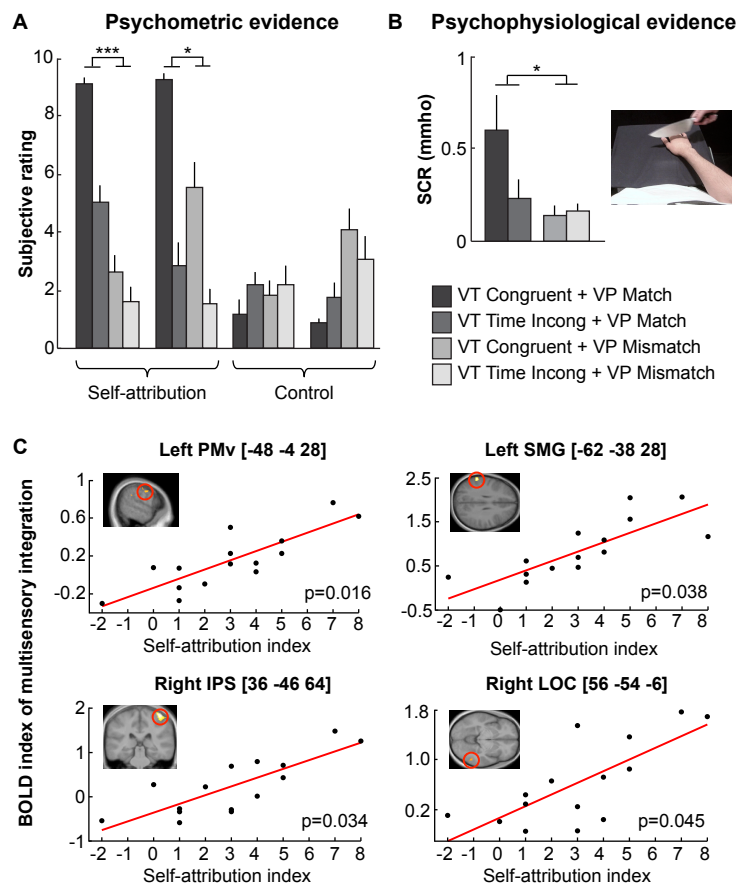 A Psychometric evidence
*** *
10
8
6
4
2
0
Subjective rating
Self-attribution Control
B Psychophysiological evidence
*
1
0.5
0
SCR (mmho)
VT Congruent + VP Match
VT Time Incong + VP Match
VT Congruent + VP Mismatch
VT Time Incong + VP Mismatch
C
BOLD index of multisensory integration
Left PMv [-48 -4 28]
1
0.6
0.2
-0.2
p=0.016
-2 -1 0 1 2 3 4 5 6 7 8
Self-attribution index
Left SMG [-62 -38 28]
2.5
1.5
0.5
-0.5
p=0.038
-2 -1 0 1 2 3 4 5 6 7 8
Self-attribution index
Right IPS [36 -46 64]
2
1
0
-1
p=0.034
-2 -1 0 1 2 3 4 5 6 7 8
Self-attribution index
Right LOC [56 -54 -6]
1.8
1.0
0.2
p=0.045
-2 -1 0 1 2 3 4 5 6 7 8
Self-attribution index